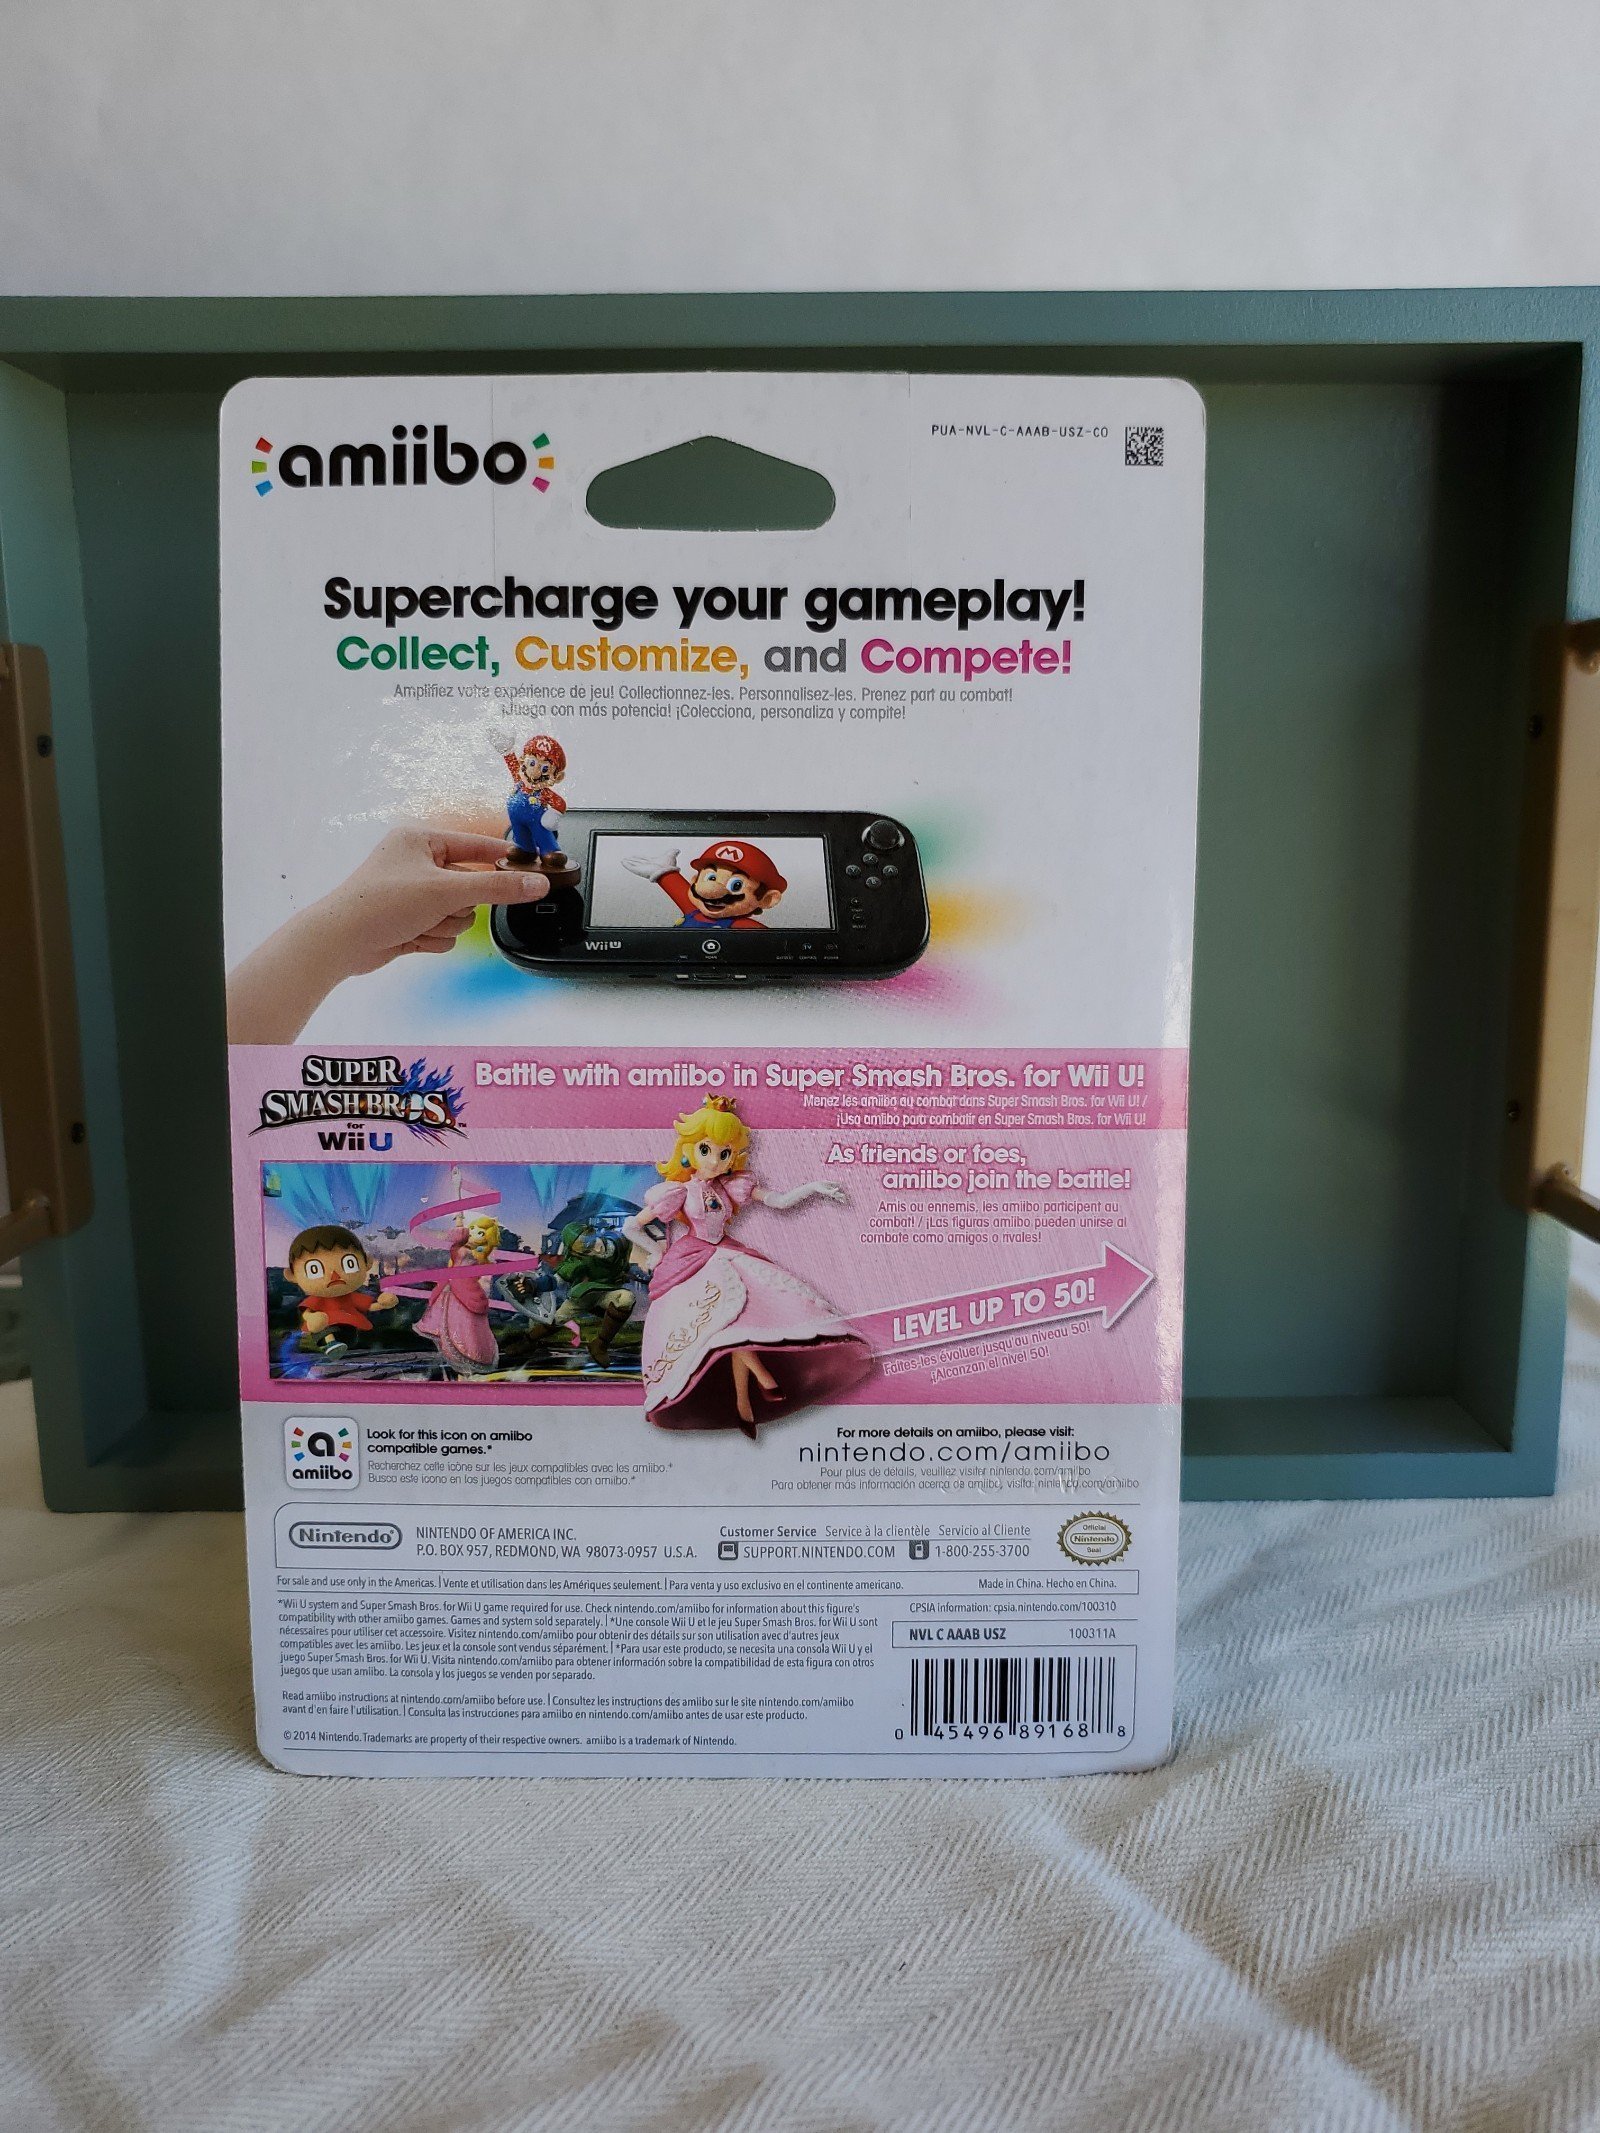 amiibo
PUA-NVL-C-AAAB-USZ-C0
Supercharge your gameplay!
Collect, Customize, and Compete!
Amplifiez votre expérience de jeu! Collectionnez-les. Personnalisez-les. Prenez part au combat!
¡Juega con más potencia! ¡Colecciona, personaliza y compite!
Wii U
SUPER
SMASH BROS.
for
Wii U
Battle with amiibo in Super Smash Bros. for Wii U!
Menez les amiibo au combat dans Super Smash Bros. for Wii U! /
¡Usa amiibo para combatir en Super Smash Bros. for Wii U!
As friends or foes,
amiibo join the battle!
Amis ou ennemis, les amiibo participent au
combat! / ¡Las figuras amiibo pueden unirse al
combate como amigos o rivales!
LEVEL UP TO 50!
Faites-les évoluer jusqu'au niveau 50!
¡Alcanzan el nivel 50!
amiibo
Look for this icon on amiibo
compatible games.*
Recherchez cette icône sur les jeux compatibles avec les amiibo.*
Busca este icono en los juegos compatibles con amiibo.*
For more details on amiibo, please visit:
nintendo.com/amiibo
Pour plus de détails, veuillez visiter nintendo.com/amiibo
Para obtener más información acerca de amiibo, visita: nintendo.com/amiibo
Nintendo
NINTENDO OF AMERICA INC.
P.O. BOX 957, REDMOND, WA 98073-0957 U.S.A.
Customer Service Service à la clientèle Servicio al Cliente
SUPPORT.NINTENDO.COM 1-800-255-3700
Official
Nintendo
Seal
For sale and use only in the Americas. | Vente et utilisation dans les Amériques seulement. | Para venta y uso exclusivo en el continente americano.
Made in China. Hecho en China.
*Wii U system and Super Smash Bros. for Wii U game required for use. Check nintendo.com/amiibo for information about this figure's
compatibility with other amiibo games. Games and system sold separately. | *Une console Wii U et le jeu Super Smash Bros. for Wii U sont
nécessaires pour utiliser cet accessoire. Visitez nintendo.com/amiibo pour obtenir des détails sur son utilisation avec d'autres jeux
compatibles avec les amiibo. Les jeux et la console sont vendus séparément. | *Para usar este producto, se necesita una consola Wii U y el
juego Super Smash Bros. for Wii U. Visita nintendo.com/amiibo para obtener información sobre la compatibilidad de esta figura con otros
juegos que usan amiibo. La consola y los juegos se venden por separado.
Read amiibo instructions at nintendo.com/amiibo before use. | Consultez les instructions des amiibo sur le site nintendo.com/amiibo
avant d'en faire l'utilisation. | Consulta las instrucciones para amiibo en nintendo.com/amiibo antes de usar este producto.
© 2014 Nintendo. Trademarks are property of their respective owners. amiibo is a trademark of Nintendo.
CPSIA information: cpsia.nintendo.com/100310
NVL C AAAB USZ 100311A
0 45496 89168 8